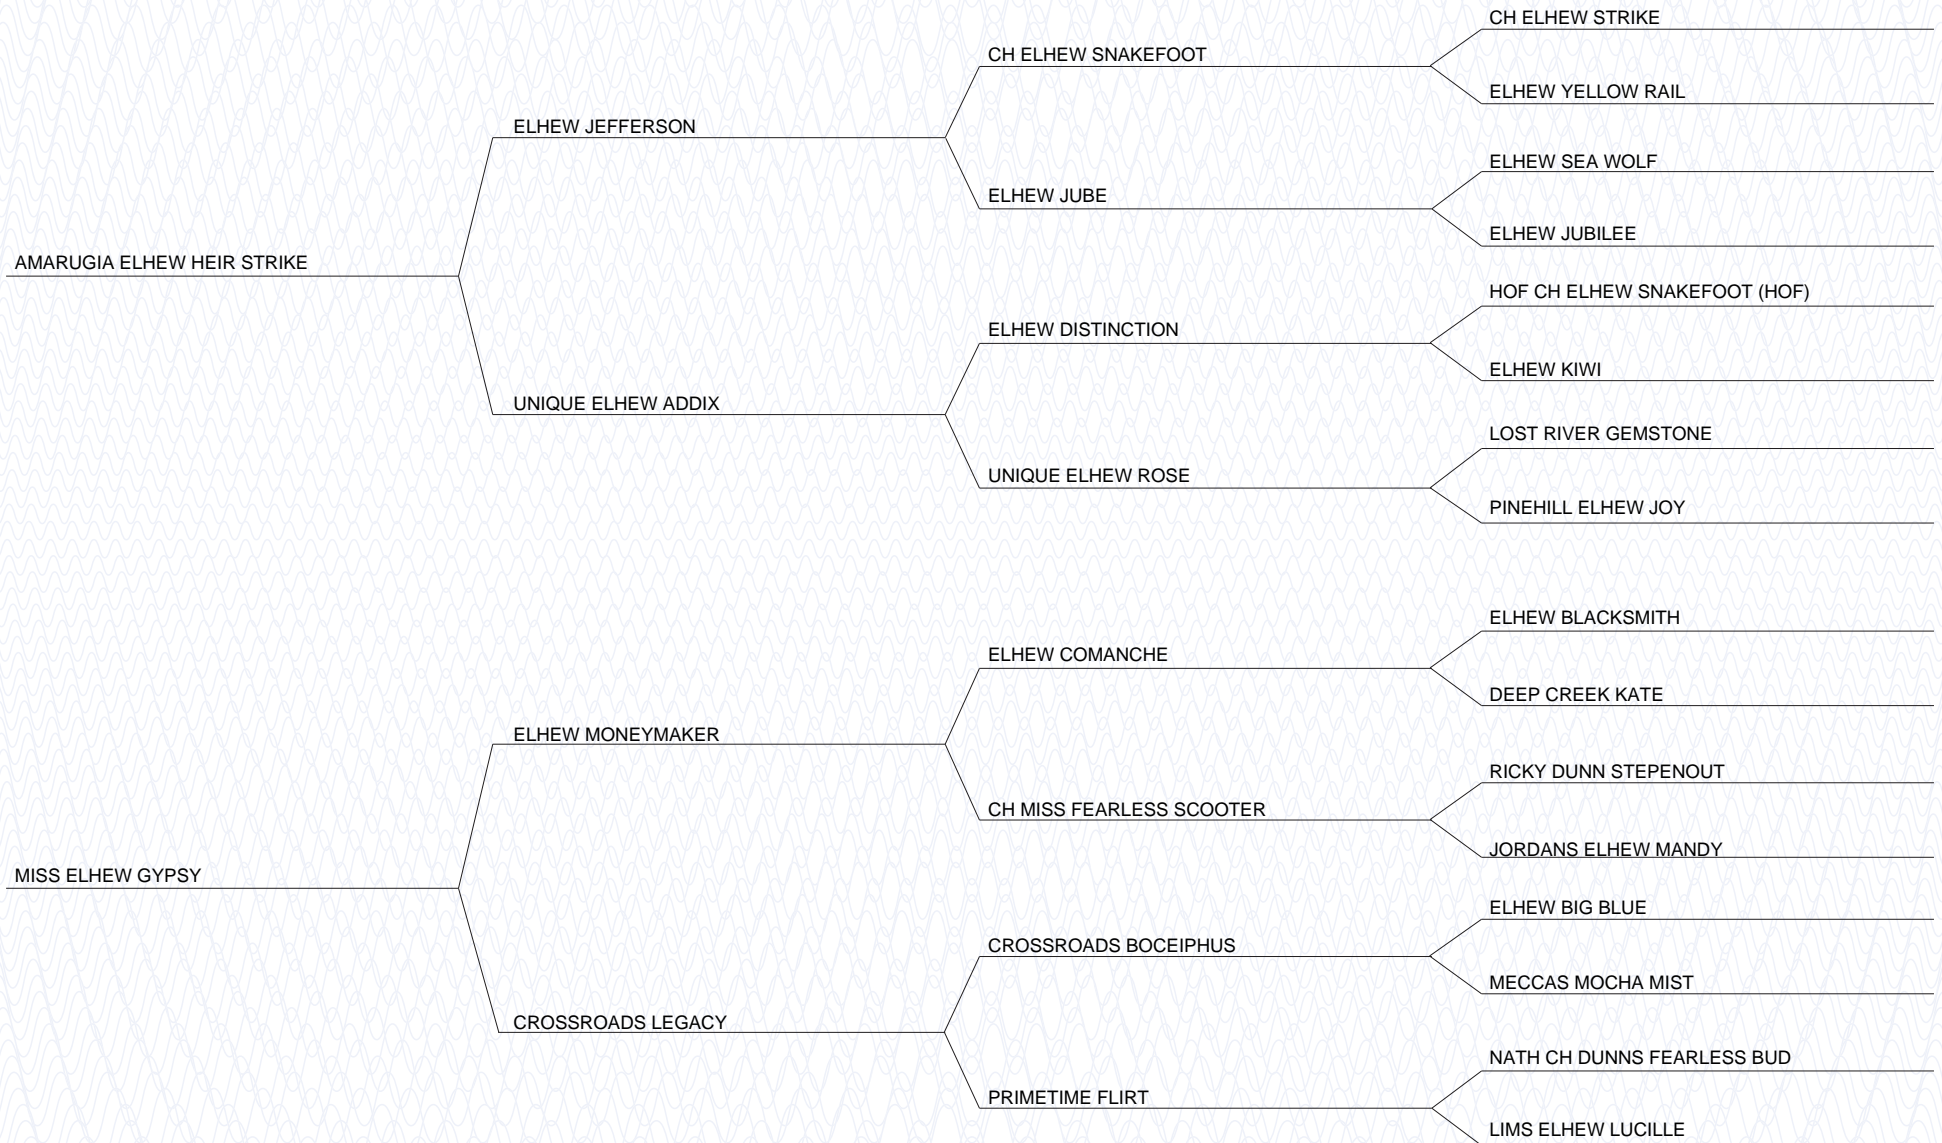 CH ELHEW STRIKE
CH ELHEW SNAKEFOOT
ELHEW YELLOW RAIL
ELHEW JEFFERSON
ELHEW SEA WOLF
ELHEW JUBE
ELHEW JUBILEE
AMARUGIA ELHEW HEIR STRIKE
HOF CH ELHEW SNAKEFOOT (HOF)
ELHEW DISTINCTION
ELHEW KIWI
UNIQUE ELHEW ADDIX
LOST RIVER GEMSTONE
UNIQUE ELHEW ROSE
PINEHILL ELHEW JOY
ELHEW BLACKSMITH
ELHEW COMANCHE
DEEP CREEK KATE
ELHEW MONEYMAKER
RICKY DUNN STEPENOUT
CH MISS FEARLESS SCOOTER
JORDANS ELHEW MANDY
MISS ELHEW GYPSY
ELHEW BIG BLUE
CROSSROADS BOCEIPHUS
MECCAS MOCHA MIST
CROSSROADS LEGACY
NATH CH DUNNS FEARLESS BUD
PRIMETIME FLIRT
LIMS ELHEW LUCILLE